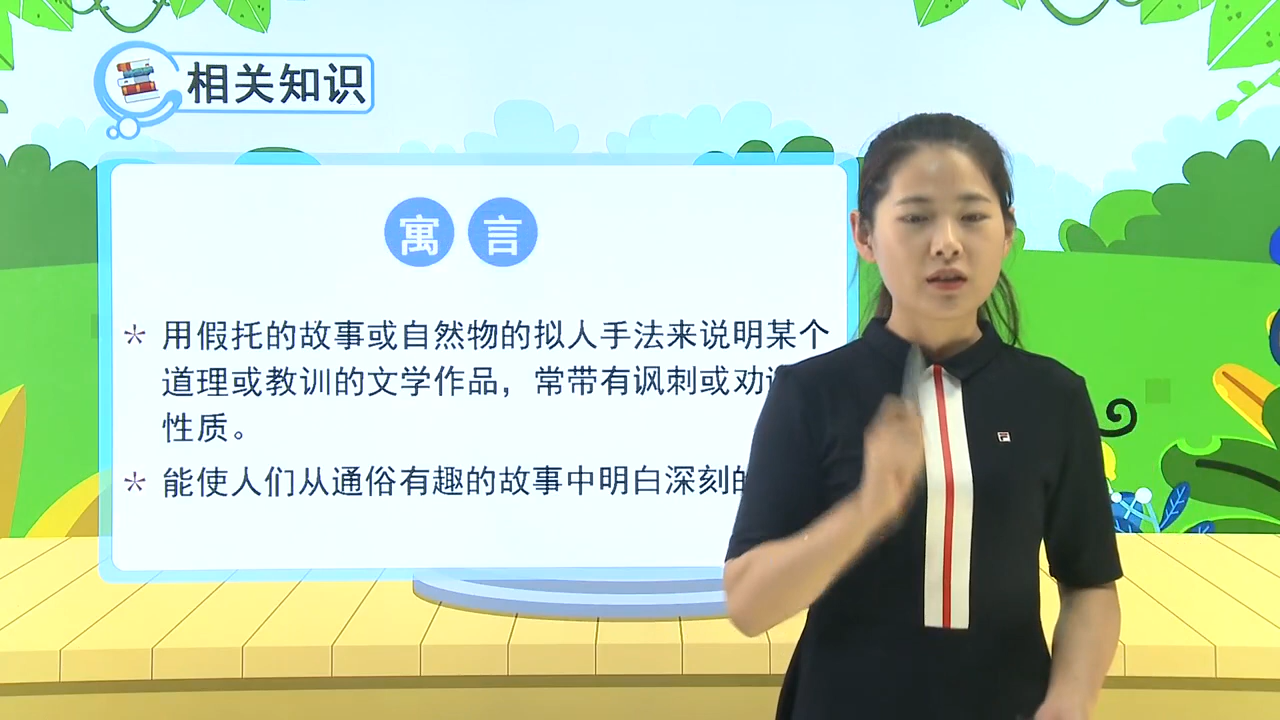 相关知识
寓言
* 用假托的故事或自然物的拟人手法来说明某个
道理或教训的文学作品，常带有讽刺或劝
性质。
* 能使人们从通俗有趣的故事中明白深刻